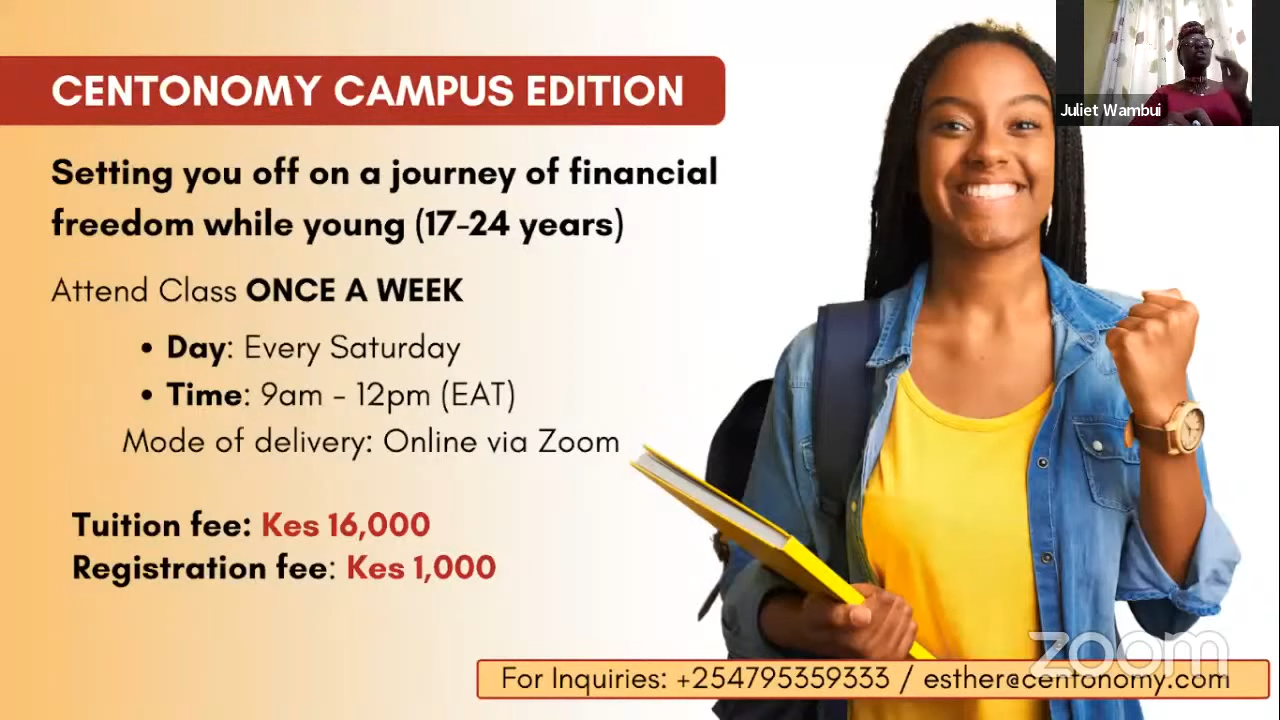 CENTONOMY CAMPUS EDITION
Juliet Wambui
Setting you off on a journey of financial
freedom while young (17-24 years)
Attend Class ONCE A WEEK
• Day: Every Saturday
• Time: 9am - 12pm (EAT)
Mode of delivery: Online via Zoom
Tuition fee: Kes 16,000
Registration fee: Kes 1,000
zoom
For Inquiries: +254795359333 / esther@centonomy.com